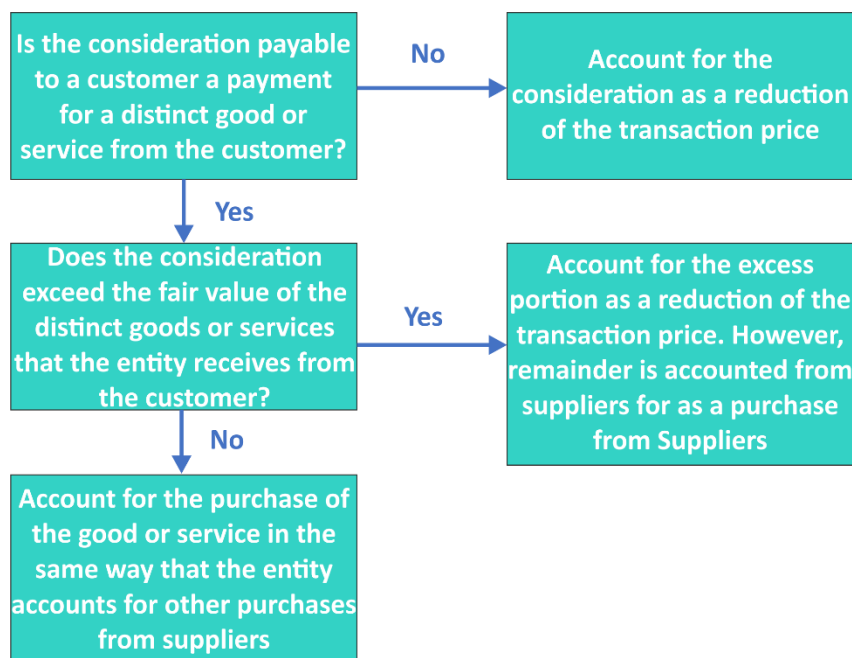 Is the consideration payable
to a customer a payment
for a distinct good or
service from the customer?
No
Account for the
consideration as a reduction
of the transaction price
Yes
Does the consideration
exceed the fair value of the
distinct goods or services
that the entity receives from
the customer?
Yes
Account for the excess
portion as a reduction of the
transaction price. However,
remainder is accounted from
suppliers for as a purchase
from Suppliers
No
Account for the purchase of
the good or service in the
same way that the entity
accounts for other purchases
from suppliers